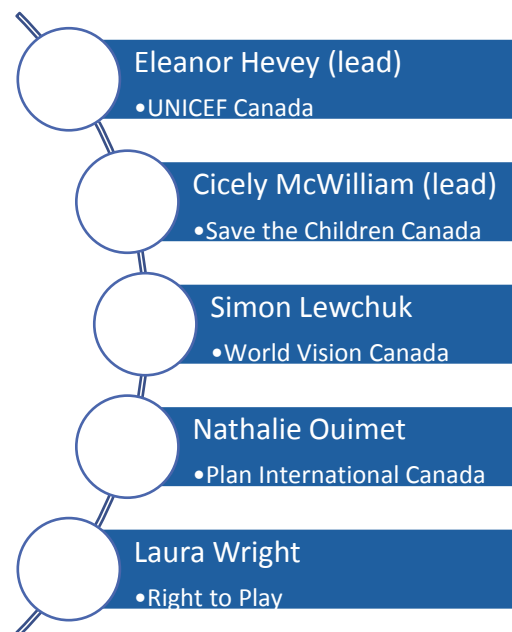 Eleanor Hevey (lead)
•UNICEF Canada
Cicely McWilliam (lead)
•Save the Children Canada
Simon Lewchuk
•World Vision Canada
Nathalie Ouimet
•Plan International Canada
Laura Wright
•Right to Play